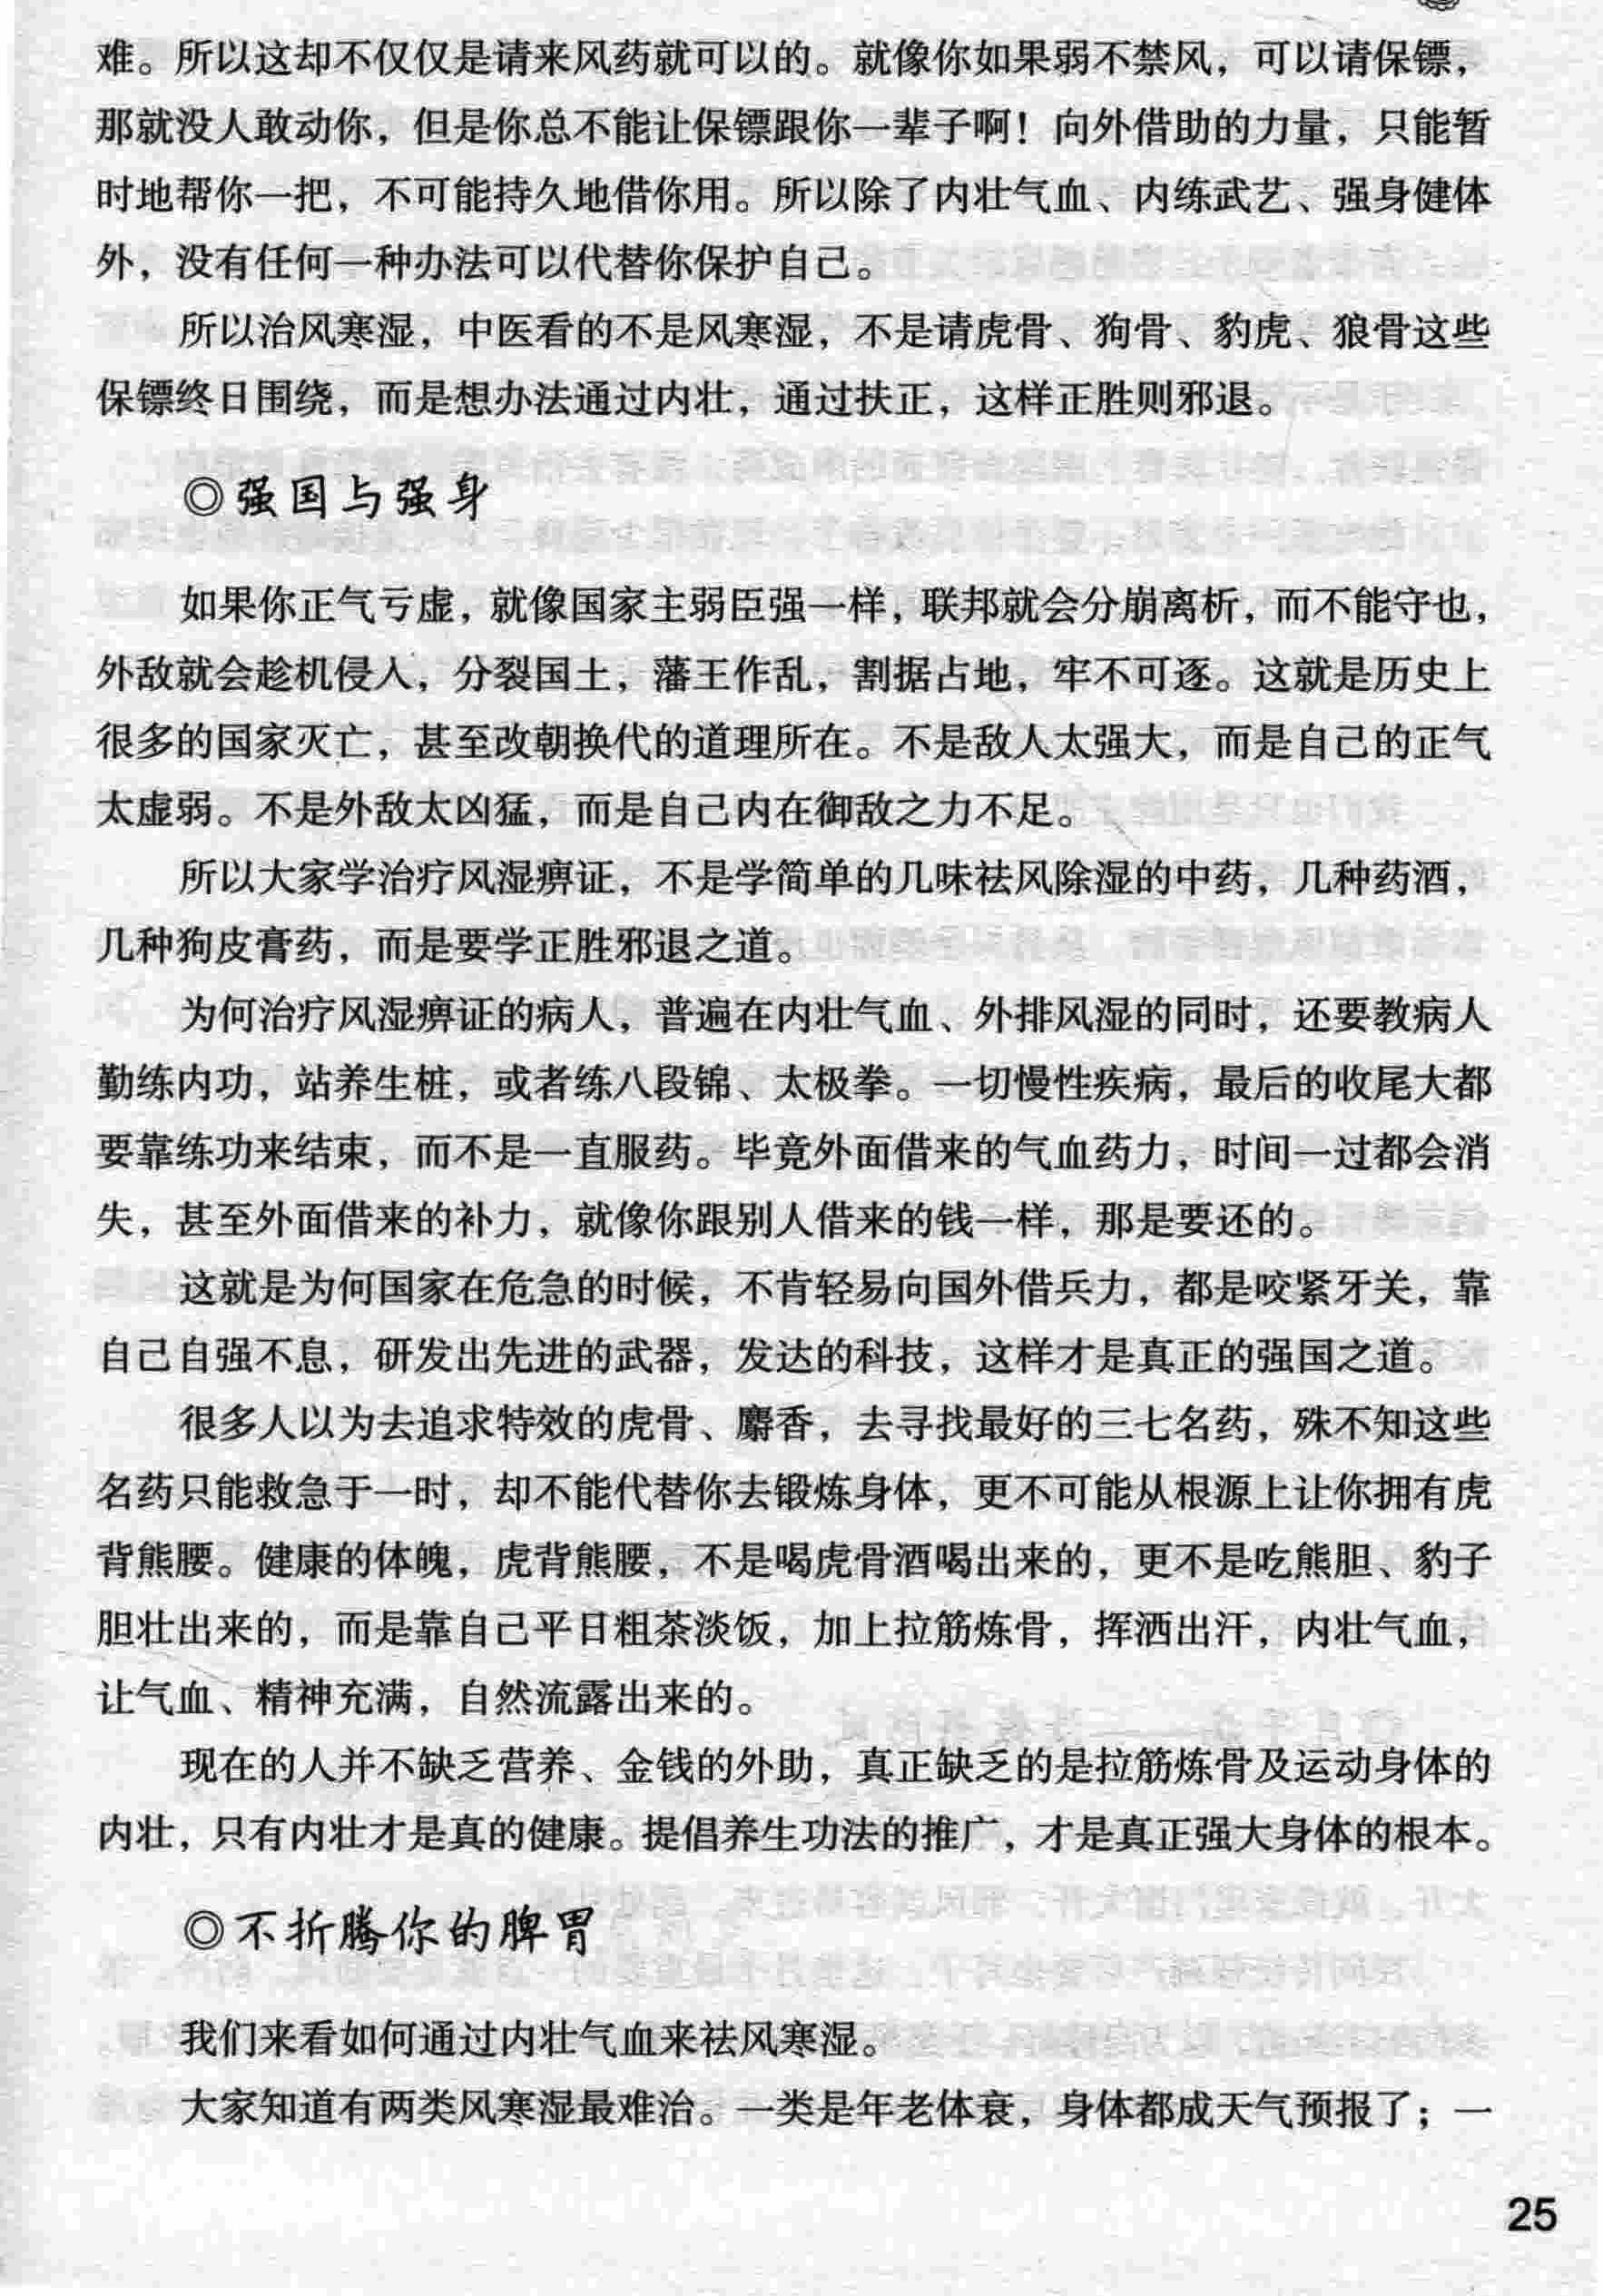 难。所以这却不仅仅是请来风药就可以的。就像你如果弱不禁风，可以请保镖，
那就没人敢动你，但是你总不能让保镖跟你一辈子啊！向外借助的力量，只能暂
时地帮你一把，不可能持久地借你用。所以除了内壮气血、内练武艺、强身健体
外，没有任何一种办法可以代替你保护自己。
所以治风寒湿，中医看的不是风寒湿，不是请虎骨、狗骨、豹虎、狼骨这些
保镖终日围绕，而是想办法通过内壮，通过扶正，这样正胜则邪退。
◎强国与强身
如果你正气亏虚，就像国家主弱臣强一样，联邦就会分崩离析，而不能守也，
外敌就会趁机侵入，分裂国土，藩王作乱，割据占地，牢不可逐。这就是历史上
很多的国家灭亡，甚至改朝换代的道理所在。不是敌人太强大，而是自己的正气
太虚弱。不是外敌太凶猛，而是自己内在御敌之力不足。
所以大家学治疗风湿痹证，不是学简单的几味祛风除湿的中药，几种药酒，
几种狗皮膏药，而是要学正胜邪退之道。
为何治疗风湿痹证的病人，普遍在内壮气血、外排风湿的同时，还要教病人
勤练内功，站养生桩，或者练八段锦、太极拳。一切慢性疾病，最后的收尾大都
要靠练功来结束，而不是一直服药。毕竟外面借来的气血药力，时间一过都会消
失，甚至外面借来的补力，就像你跟别人借来的钱一样，那是要还的。
这就是为何国家在危急的时候，不肯轻易向国外借兵力，都是咬紧牙关，靠
自己自强不息，研发出先进的武器，发达的科技，这样才是真正的强国之道。
很多人以为去追求特效的虎骨、麝香，去寻找最好的三七名药，殊不知这些
名药只能救急于一时，却不能代替你去锻炼身体，更不可能从根源上让你拥有虎
背熊腰。健康的体魄，虎背熊腰，不是喝虎骨酒喝出来的，更不是吃熊胆、豹子
胆壮出来的，而是靠自己平日粗茶淡饭，加上拉筋炼骨，挥洒出汗，内壮气血，
让气血、精神充满，自然流露出来的。
现在的人并不缺乏营养、金钱的外助，真正缺乏的是拉筋炼骨及运动身体的
内壮，只有内壮才是真的健康。提倡养生功法的推广，才是真正强大身体的根本。
◎不折腾你的脾胃
我们来看如何通过内壮气血来祛风寒湿。
大家知道有两类风寒湿最难治。一类是年老体衰，身体都成天气预报了；一
25